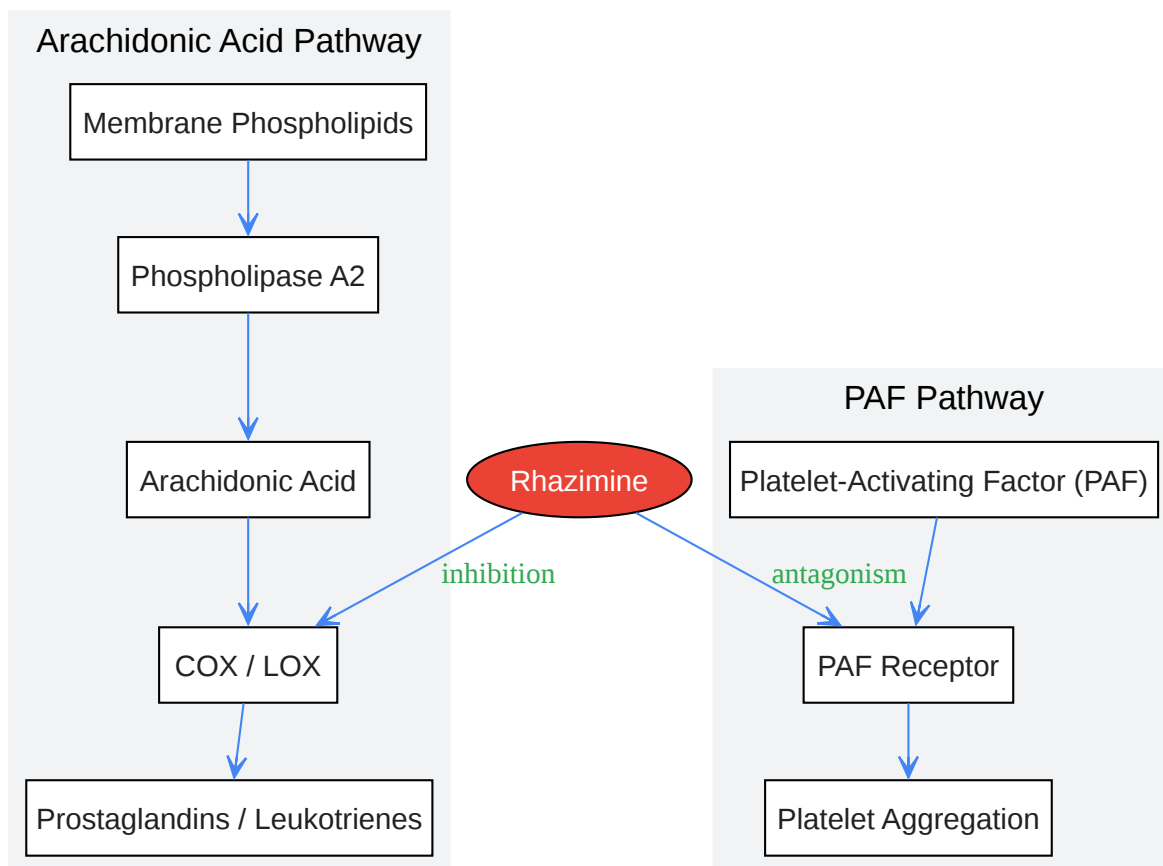 Arachidonic Acid Pathway
Membrane Phospholipids
Phospholipase A2
Arachidonic Acid
COX / LOX
Prostaglandins / Leukotrienes
Rhazimine
inhibition
antagonism
PAF Pathway
Platelet-Activating Factor (PAF)
PAF Receptor
Platelet Aggregation